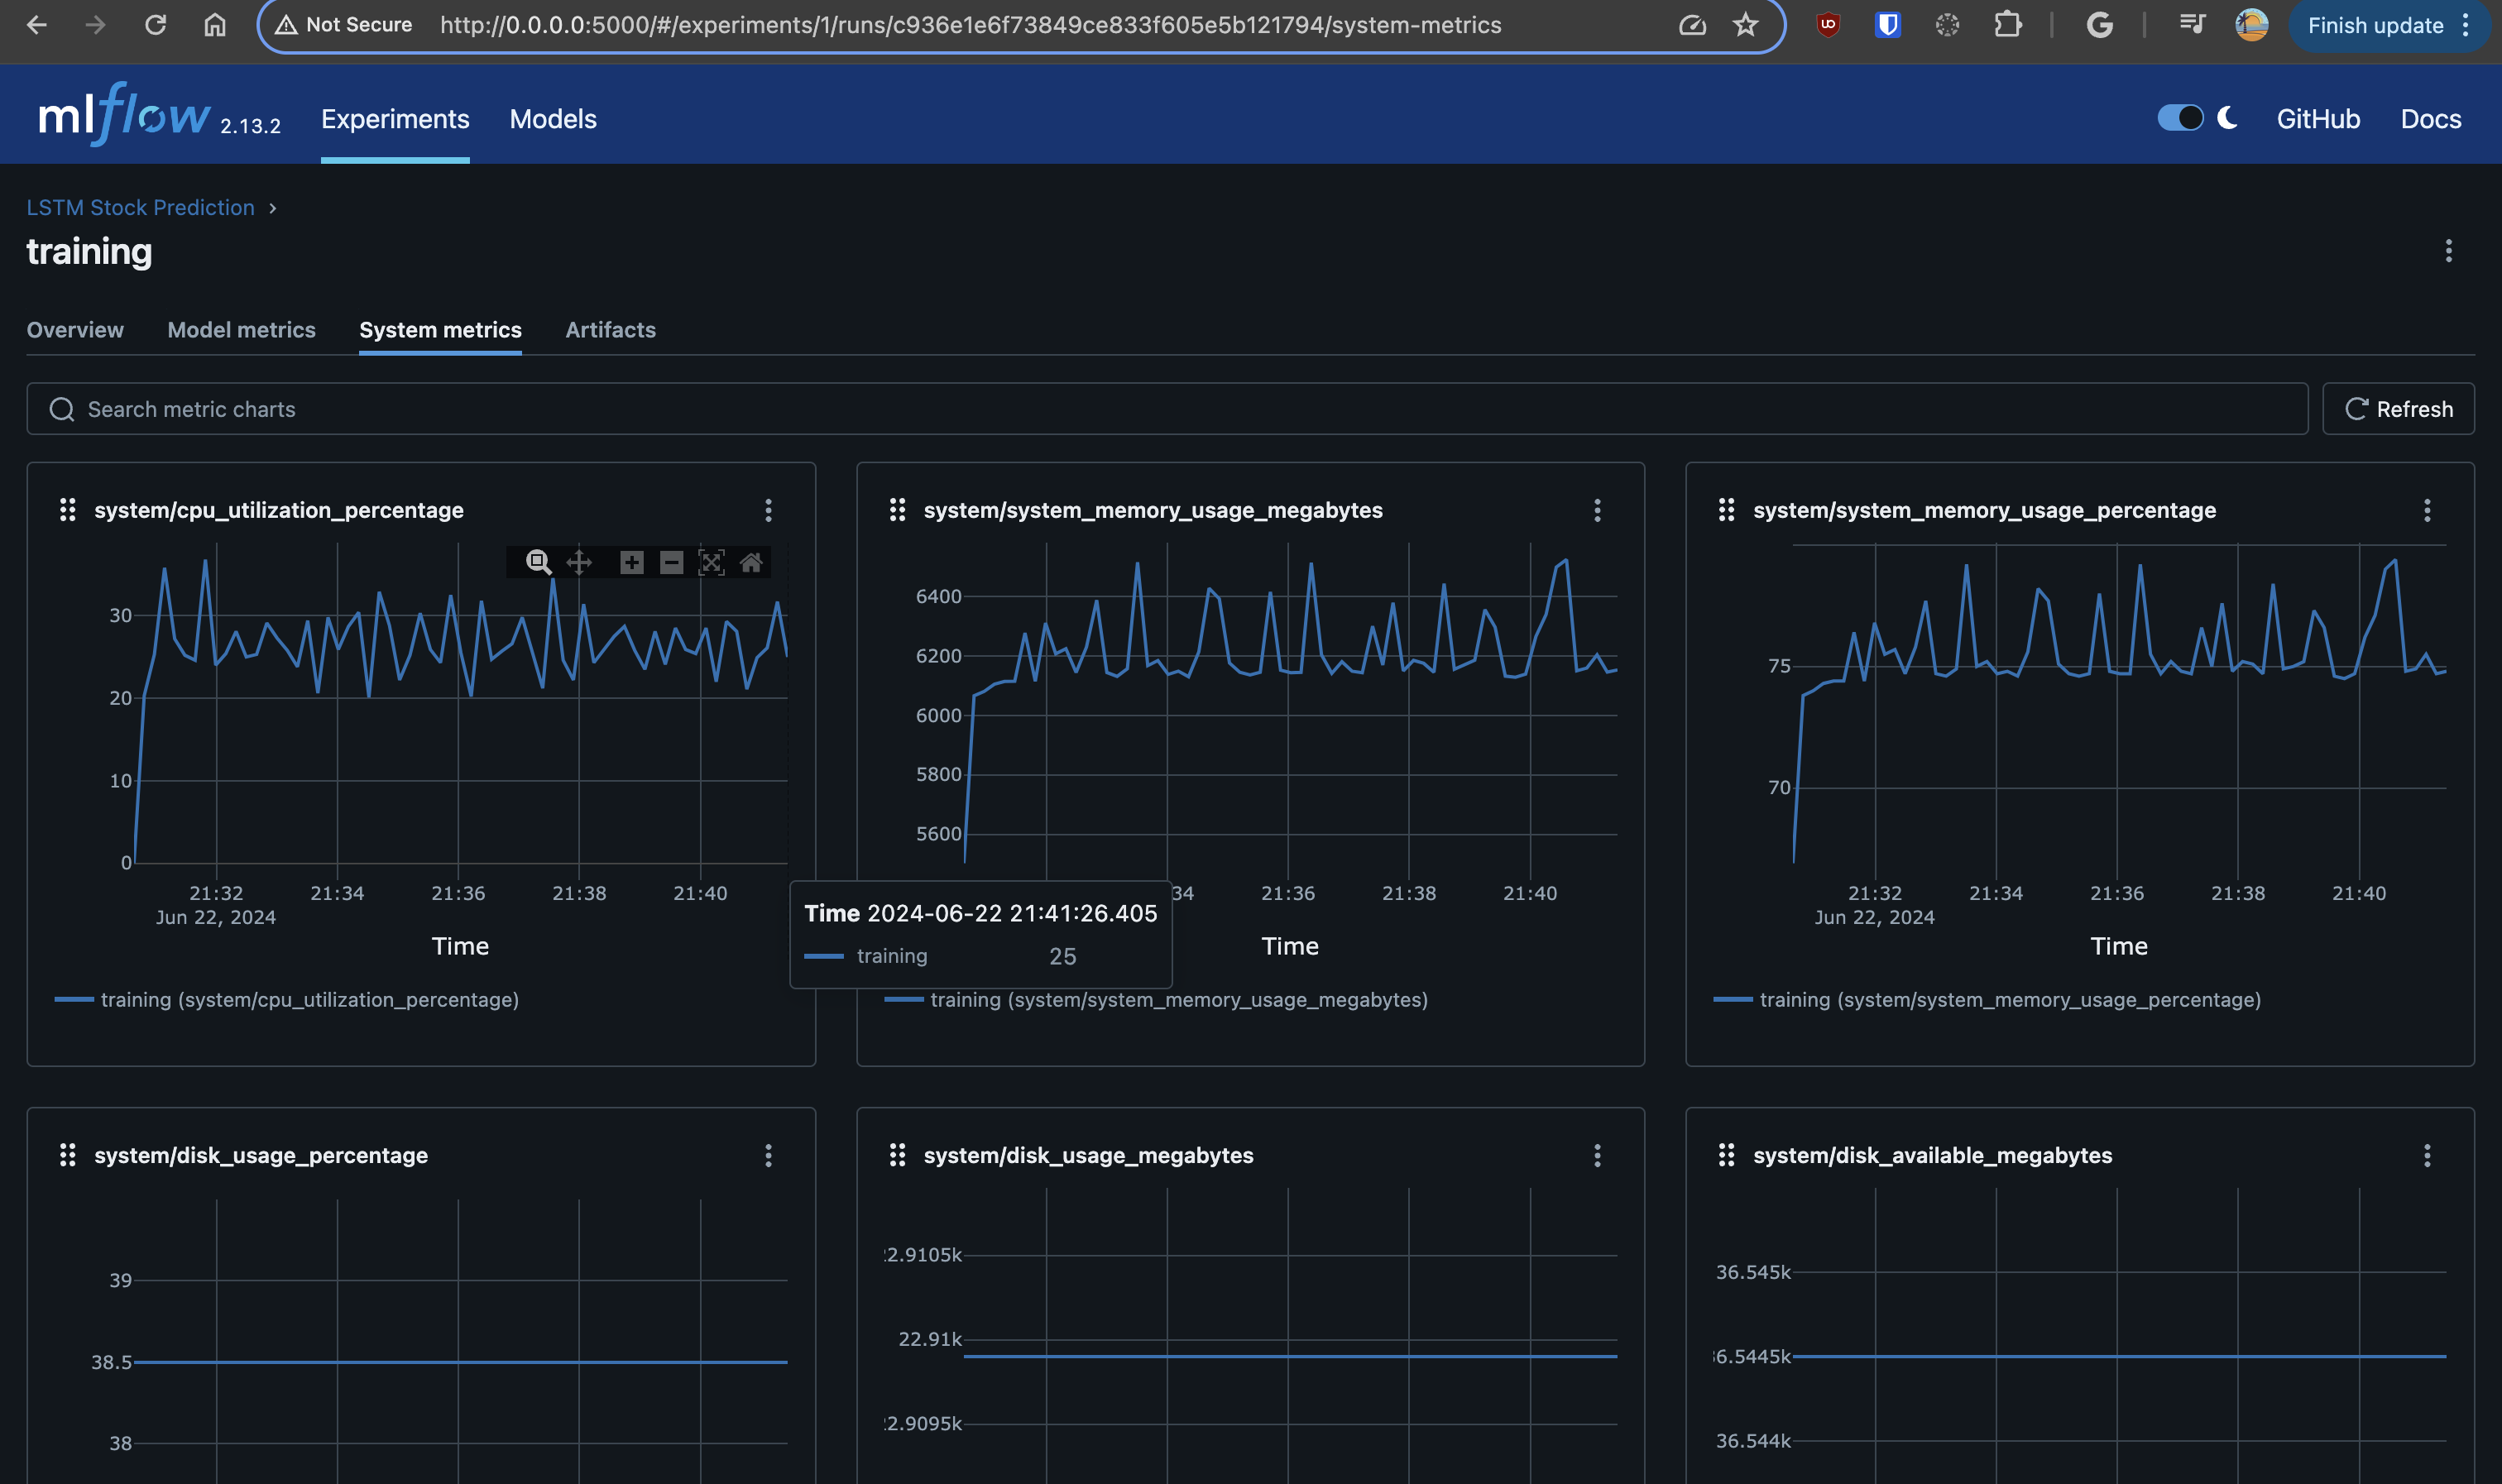 Not Secure http://0.0.0.0:5000/#/experiments/1/runs/c936e1e6f73849ce833f605e5b121794/system-metrics
Finish update
mlflow 2.13.2 Experiments Models GitHub Docs
LSTM Stock Prediction
training
Overview Model metrics System metrics Artifacts
Search metric charts Refresh
system/cpu_utilization_percentage
30
20
10
0
21:32 21:34 21:36 21:38 21:40
Jun 22, 2024
Time
training (system/cpu_utilization_percentage)
system/system_memory_usage_megabytes
6400
6200
6000
5800
5600
34 21:36 21:38 21:40
Time
training (system/system_memory_usage_megabytes)
Time 2024-06-22 21:41:26.405
training 25
system/system_memory_usage_percentage
75
70
21:32 21:34 21:36 21:38 21:40
Jun 22, 2024
Time
training (system/system_memory_usage_percentage)
system/disk_usage_percentage
39
38.5
38
system/disk_usage_megabytes
2.9105k
22.91k
2.9095k
system/disk_available_megabytes
36.545k
6.5445k
36.544k